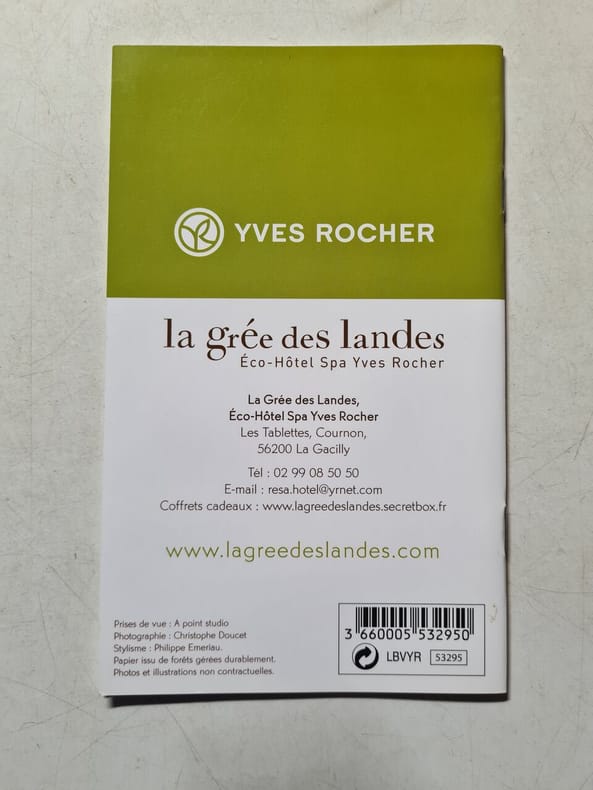 YVES ROCHER
la grée des landes
Éco-Hôtel Spa Yves Rocher
La Grée des Landes,
Éco-Hôtel Spa Yves Rocher
Les Tablettes, Cournon,
56200 La Gacilly
Tél : 02 99 08 50 50
E-mail : resa.hotel@yrnet.com
Coffrets cadeaux : www.lagreedeslandes.secretbox.fr
www.lagreedeslandes.com
Prises de vue : A point studio
Photographie : Christophe Doucet
Stylisme : Philippe Emeriau.
Papier issu de forêts gérées durablement.
Photos et illustrations non contractuelles.
3 660005 532950
LBVYR 53295